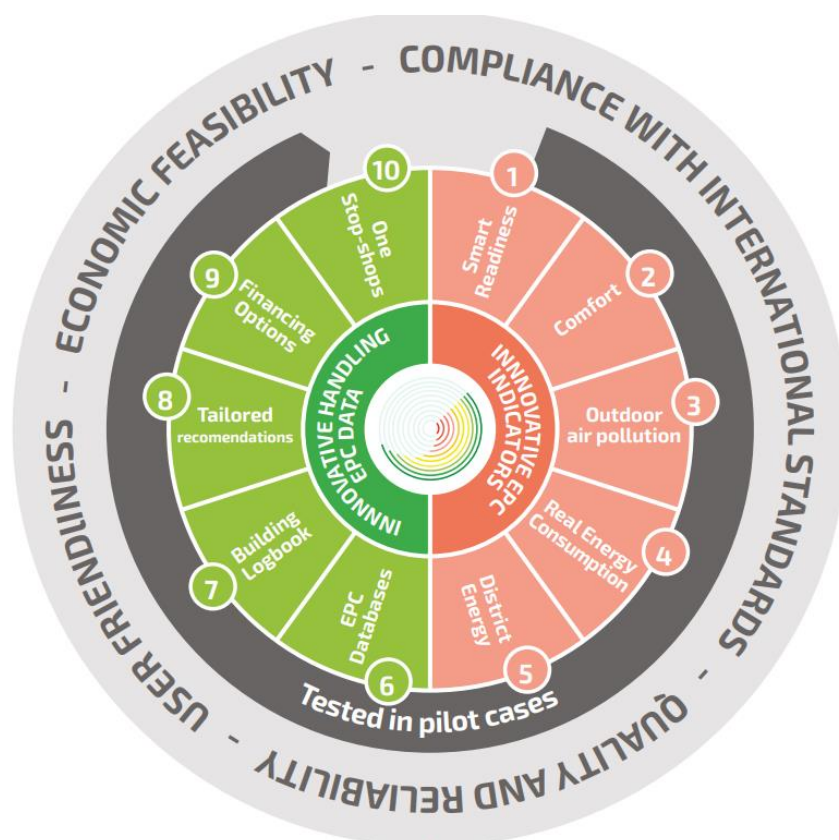 ECONOMIC FEASIBILITY - COMPLIANCE WITH INTERNATIONAL STANDARDS - QUALITY AND RELIABILITY - USER FRIENDLINESS -
1
Smart
Readiness
2
Comfort
3
Outdoor
air pollution
4
Real Energy
Consumption
5
District
Energy
6
EPC
Databases
7
Building
Logbook
8
Tailored
recomendations
9
Financing
Options
10
One
Stop-shops
INNNOVATIVE HANDLING
EPC DATA
INNNOVATIVE EPC
INDICATORS
Tested in pilot cases